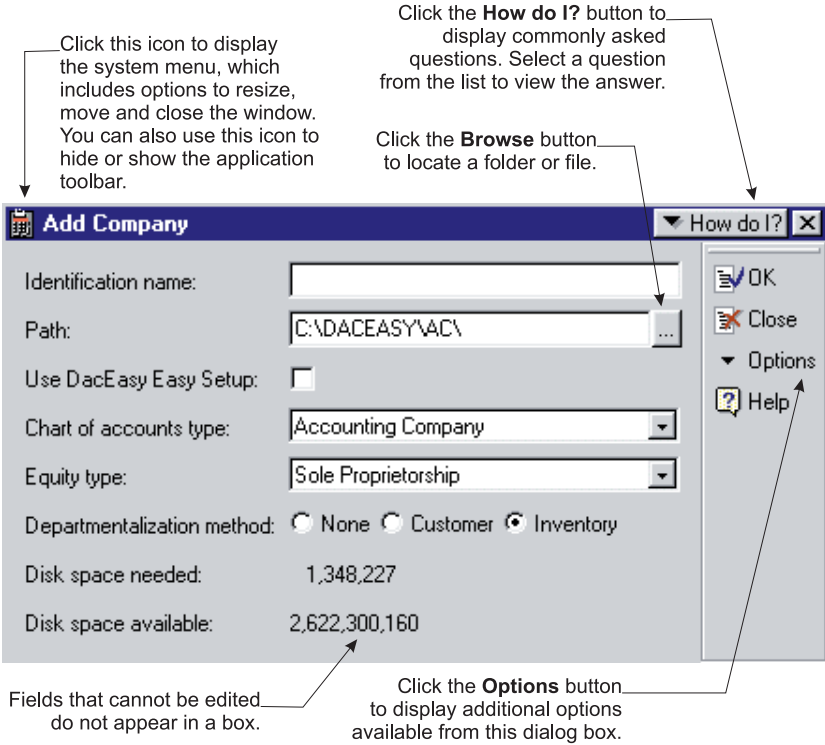 Click the How do I? button to
display commonly asked
questions. Select a question
from the list to view the answer.
Click this icon to display
the system menu, which
includes options to resize,
move and close the window.
You can also use this icon to
hide or show the application
toolbar.
Click the Browse button
to locate a folder or file.
Add Company
How do I?
Identification name:
OK
Path: C:\DACEASY\AC\ ...
Close
Use DacEasy Easy Setup:
Options
Help
Chart of accounts type: Accounting Company
Equity type: Sole Proprietorship
Departmentalization method: None Customer Inventory
Disk space needed: 1,348,227
Disk space available: 2,622,300,160
Fields that cannot be edited
do not appear in a box.
Click the Options button
to display additional options
available from this dialog box.